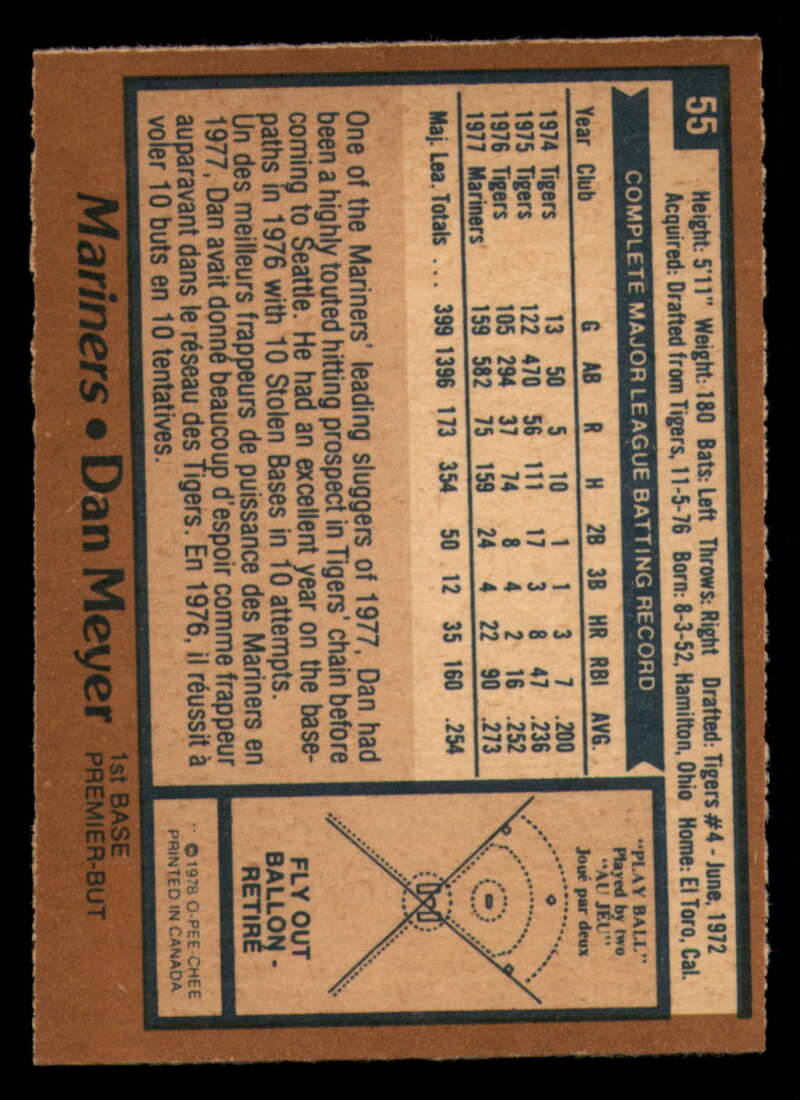 55
Height: 5'11" Weight: 180 Bats: Left Throws: Right Drafted: Tigers #4 - June, 1972
Acquired: Drafted from Tigers, 11-5-76 Born: 8-3-52, Hamilton, Ohio Home: El Toro, Cal.
COMPLETE MAJOR LEAGUE BATTING RECORD
Year Club G AB R H 2B 3B HR RBI AVG.
1974 Tigers 13 50 5 10 1 1 3 7 .200
1975 Tigers 122 470 56 111 17 3 8 47 .236
1976 Tigers 105 294 37 74 8 4 2 16 .252
1977 Mariners 159 582 75 159 24 4 22 90 .273
Maj. Lea. Totals ... 399 1396 173 354 50 12 35 160 .254
One of the Mariners' leading sluggers of 1977, Dan had
been a highly touted hitting prospect in Tigers' chain before
coming to Seattle. He had an excellent year on the base-
paths in 1976 with 10 Stolen Bases in 10 attempts.
Un des meilleurs frappeurs de puissance des Mariners en
1977, Dan avait donné beaucoup d'espoir comme frappeur
auparavant dans le réseau des Tigers. En 1976, il réussit à
voler 10 buts en 10 tentatives.
"PLAY BALL"
Played by two
"AU JEU"
Joué par deux
FLY OUT
BALLON -
RETIRÉ
© 1978 O-PEE-CHEE
PRINTED IN CANADA
Mariners • Dan Meyer
1st BASE
PREMIER-BUT